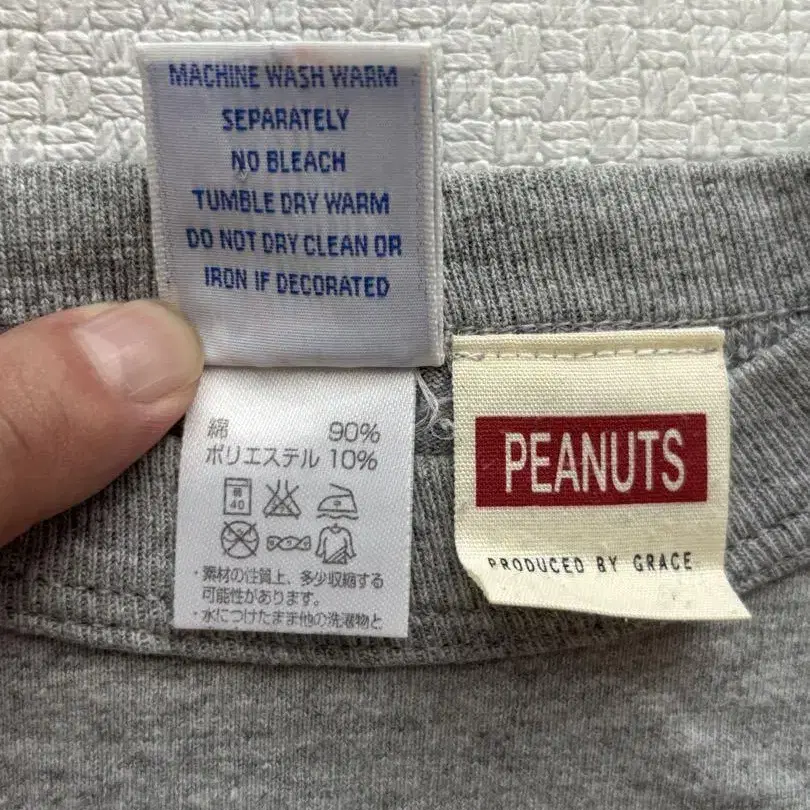 MACHINE WASH WARM
SEPARATELY
NO BLEACH
TUMBLE DRY WARM
DO NOT DRY CLEAN OR
IRON IF DECORATED
綿 90%
ポリエステル 10%
40
・素材の性質上、多少収縮する
可能性があります。
・水につけたまま他の洗濯物と
PEANUTS
PRODUCED BY GRACE